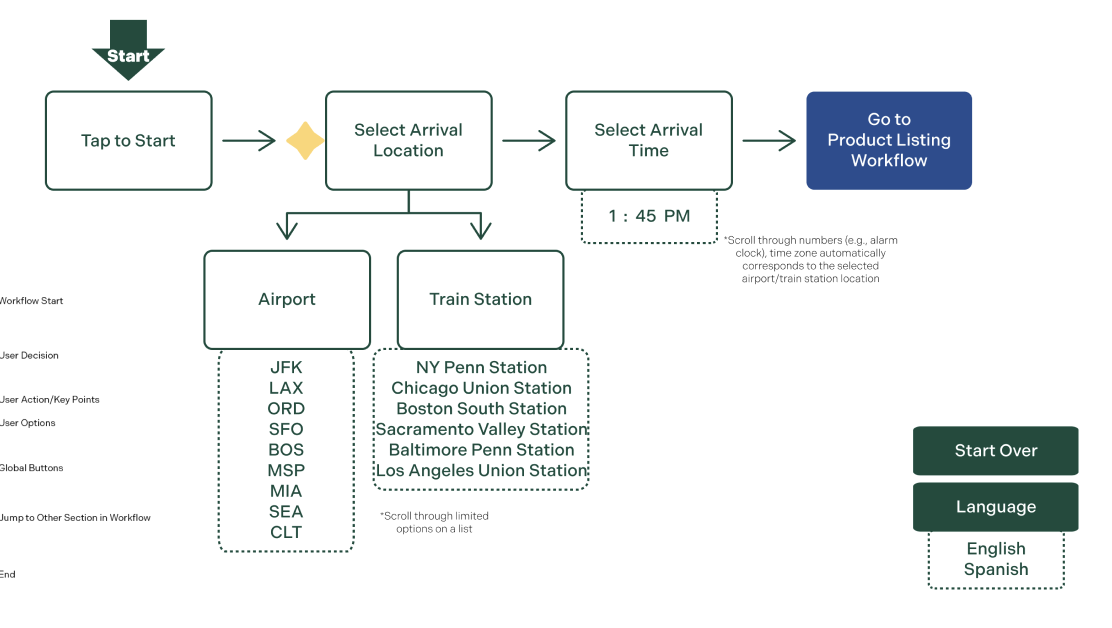 Start
Tap to Start
Select Arrival
Location
Select Arrival
Time
Go to
Product Listing
Workflow
1 : 45 PM
*Scroll through numbers (e.g., alarm
clock), time zone automatically
corresponds to the selected
airport/train station location
Airport
Train Station
JFK
LAX
ORD
SFO
BOS
MSP
MIA
SEA
CLT
NY Penn Station
Chicago Union Station
Boston South Station
Sacramento Valley Station
Baltimore Penn Station
Los Angeles Union Station
*Scroll through limited
options on a list
Workflow Start
User Decision
User Action/Key Points
User Options
Global Buttons
Jump to Other Section in Workflow
End
Start Over
Language
English
Spanish